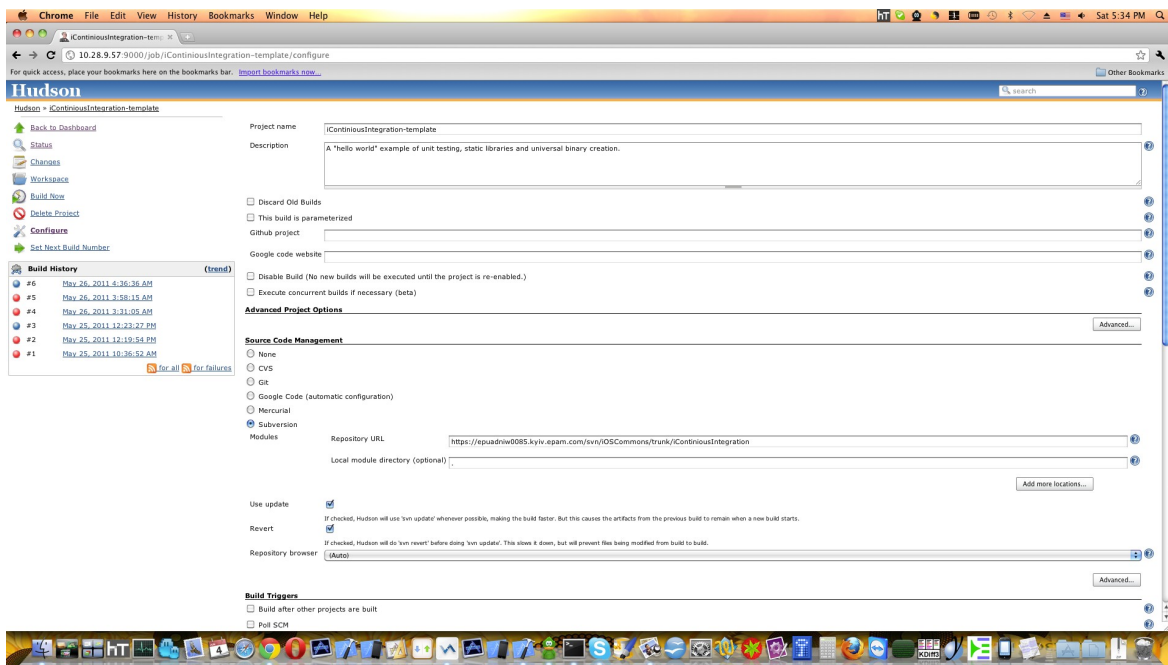 Chrome File Edit View History Bookmarks Window Help
Sat 5:34 PM
iContiniousIntegration-temp
10.28.9.57:9000/job/iContiniousIntegration-template/configure
For quick access, place your bookmarks here on the bookmarks bar. Import bookmarks now...
Other Bookmarks
Hudson
search
Hudson » iContiniousIntegration-template
Back to Dashboard
Status
Changes
Workspace
Build Now
Delete Project
Configure
Set Next Build Number
Build History (trend)
#6 May 26, 2011 4:36:36 AM
#5 May 26, 2011 3:58:15 AM
#4 May 26, 2011 3:31:05 AM
#3 May 25, 2011 12:23:27 PM
#2 May 25, 2011 12:19:54 PM
#1 May 25, 2011 10:36:52 AM
for all for failures
Project name iContiniousIntegration-template
Description A "hello world" example of unit testing, static libraries and universal binary creation.
Discard Old Builds
This build is parameterized
Github project
Google code website
Disable Build (No new builds will be executed until the project is re-enabled.)
Execute concurrent builds if necessary (beta)
Advanced Project Options
Advanced...
Source Code Management
None
CVS
Git
Google Code (automatic configuration)
Mercurial
Subversion
Modules Repository URL https://epuadniw0085.kyiv.epam.com/svn/iOSCommons/trunk/iContiniousIntegration
Local module directory (optional) .
Add more locations...
Use update
If checked, Hudson will use 'svn update' whenever possible, making the build faster. But this causes the artifacts from the previous build to remain when a new build starts.
Revert
If checked, Hudson will do 'svn revert' before doing 'svn update'. This slows it down, but will prevent files being modified from build to build.
Repository browser (Auto)
Advanced...
Build Triggers
Build after other projects are built
Poll SCM
hT
4
KDiff3